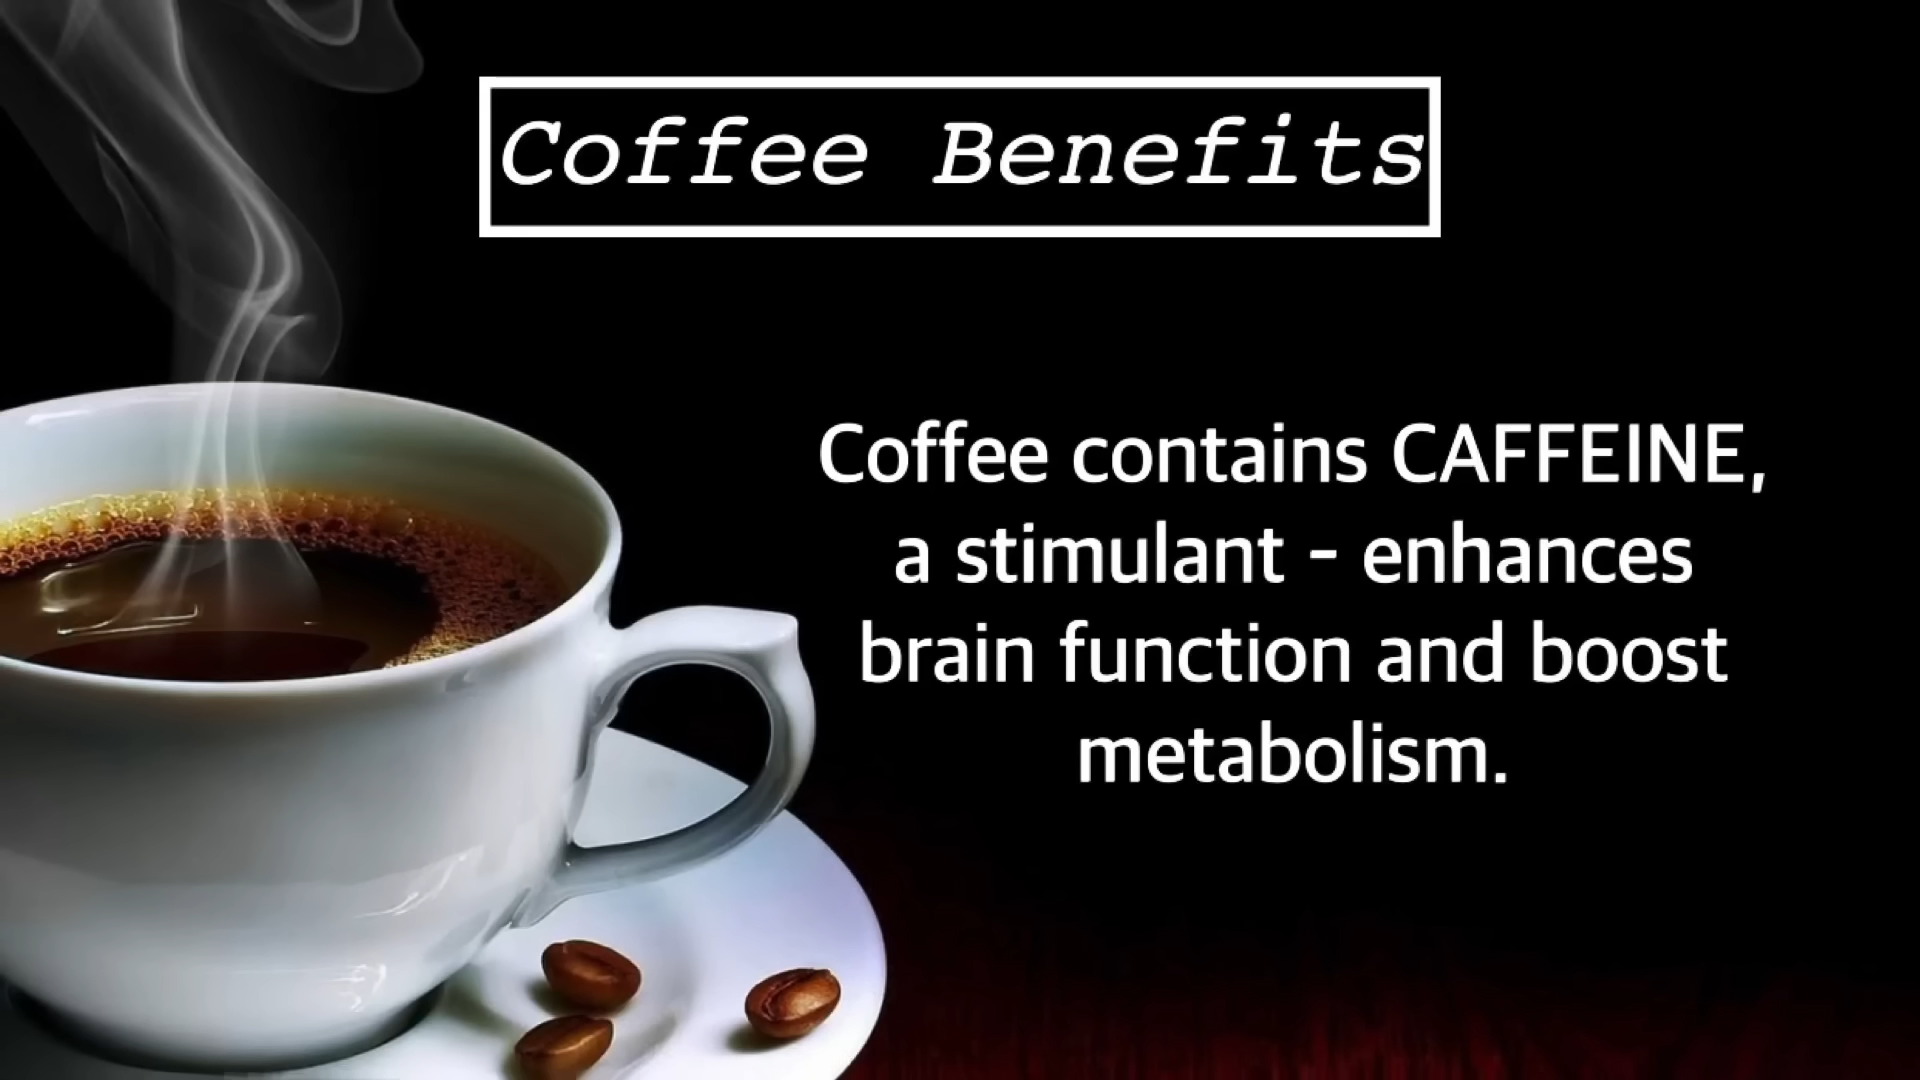 Coffee Benefits
Coffee contains CAFFEINE,
a stimulant - enhances
brain function and boost
metabolism.